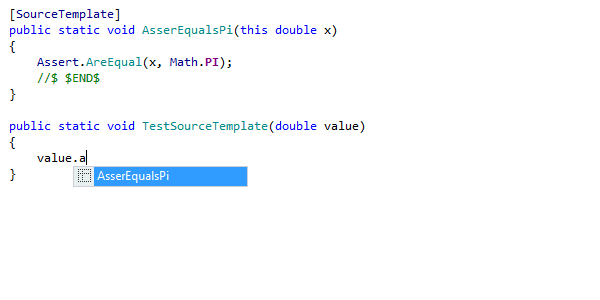 [SourceTemplate]
public static void AsserEqualsPi(this double x)
{
    Assert.AreEqual(x, Math.PI);
    //$ $END$
}

public static void TestSourceTemplate(double value)
{
    value.a
AsserEqualsPi
}